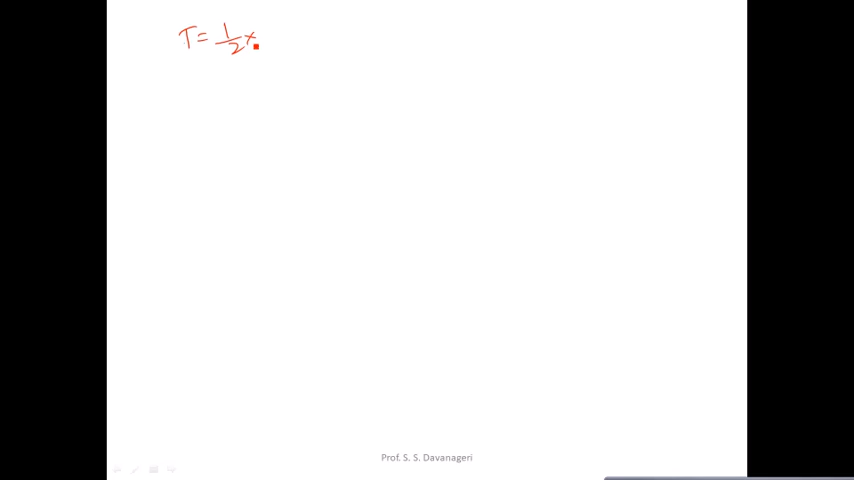 T = 1/2 ×
Prof. S. S. Davanageri